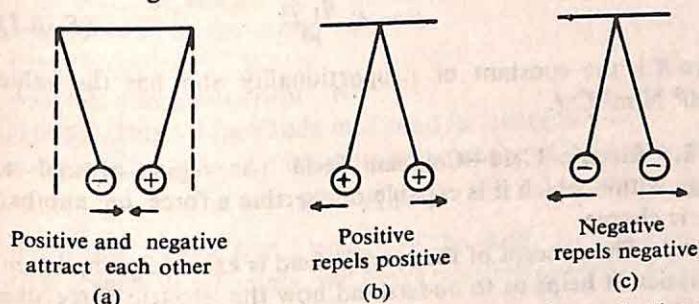 − +
+ +
− −
Positive and negative
attract each other
(a)
Positive
repels positive
(b)
Negative
repels negative
(c)